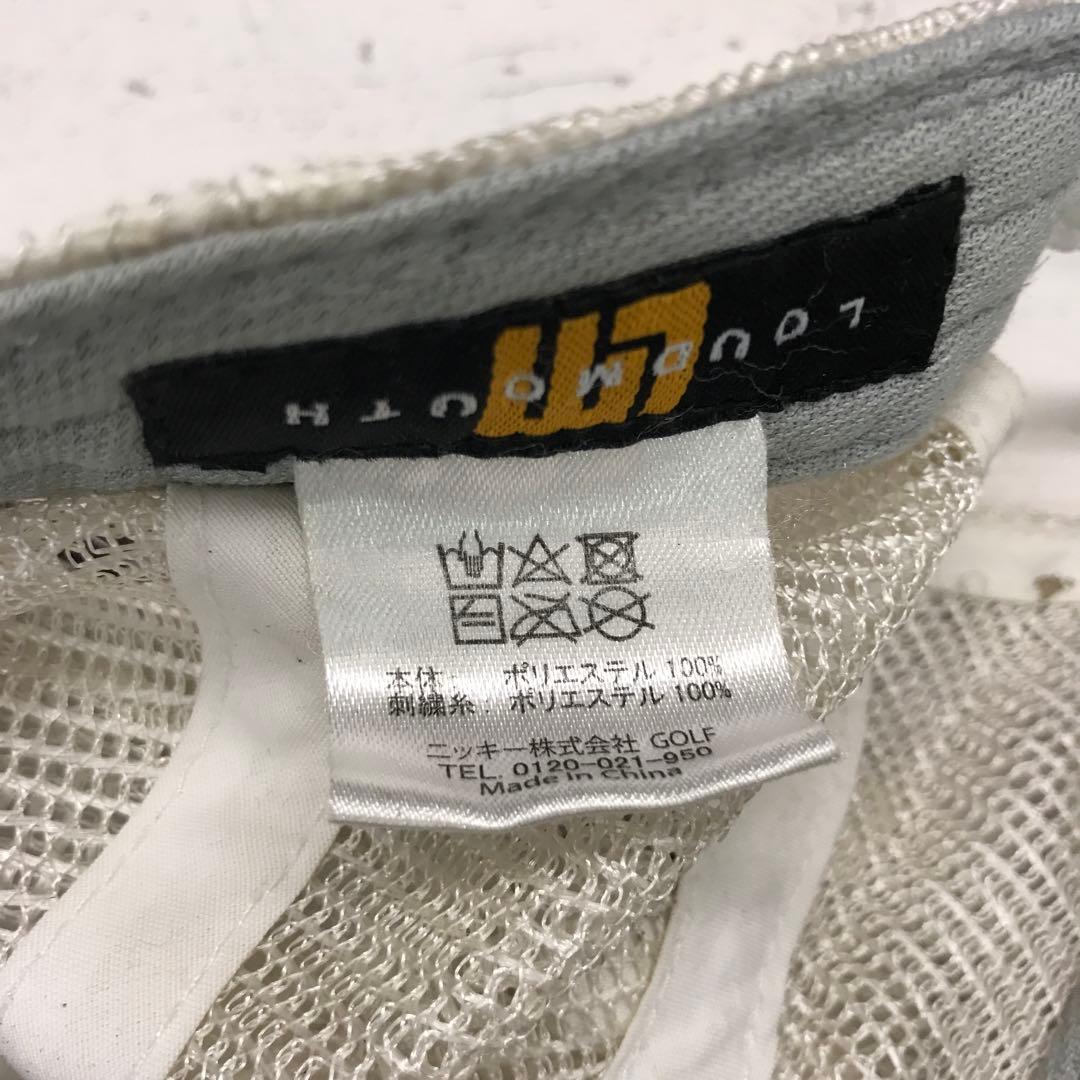 LOUDMOUTH
LM
本体: ポリエステル 100%
刺繍糸: ポリエステル 100%
ニッキー株式会社 GOLF
TEL. 0120-021-950
Made in China